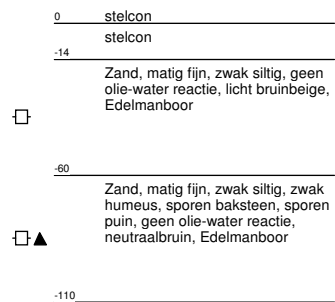 0 stelcon
stelcon
-14
Zand, matig fijn, zwak siltig, geen
olie-water reactie, licht bruinbeige,
Edelmanboor
-60
Zand, matig fijn, zwak siltig, zwak
humeus, sporen baksteen, sporen
puin, geen olie-water reactie,
neutraalbruin, Edelmanboor
-110